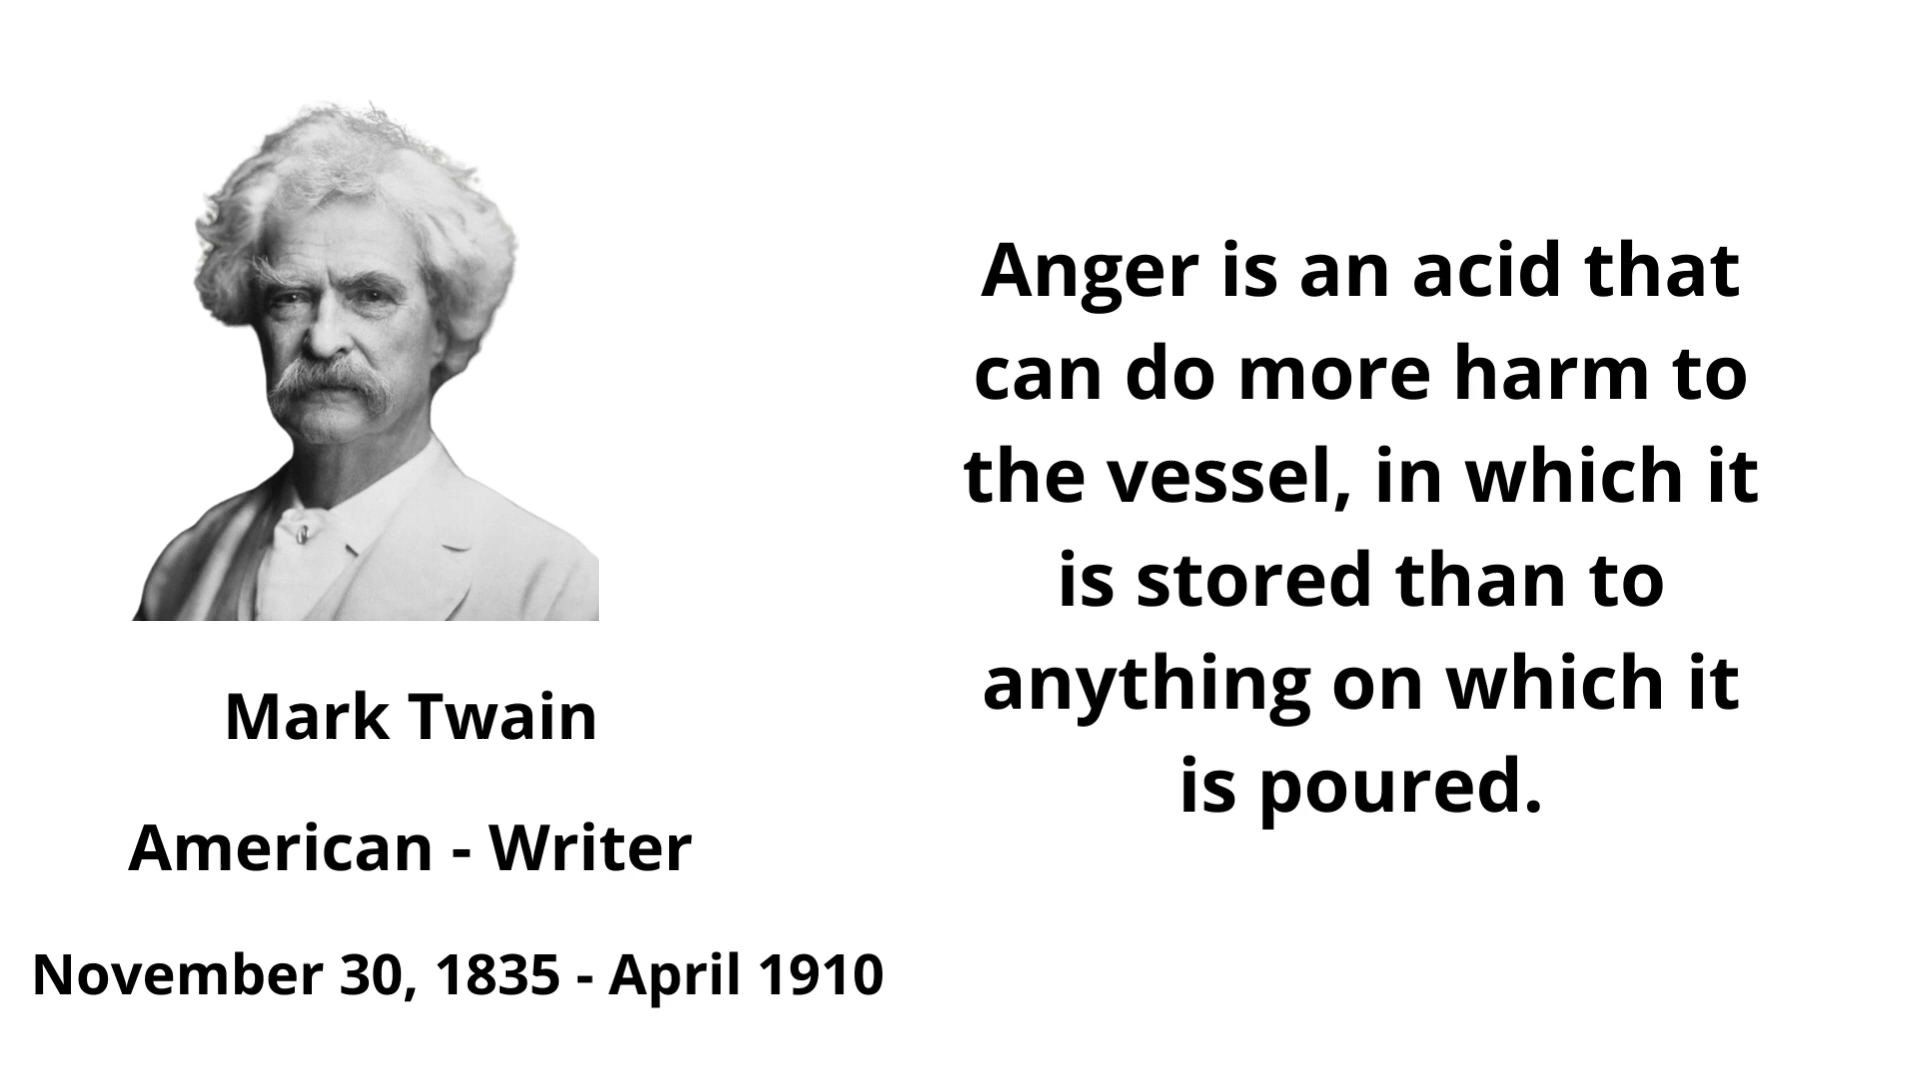 Mark Twain
American - Writer
November 30, 1835 - April 1910
Anger is an acid that
can do more harm to
the vessel, in which it
is stored than to
anything on which it
is poured.